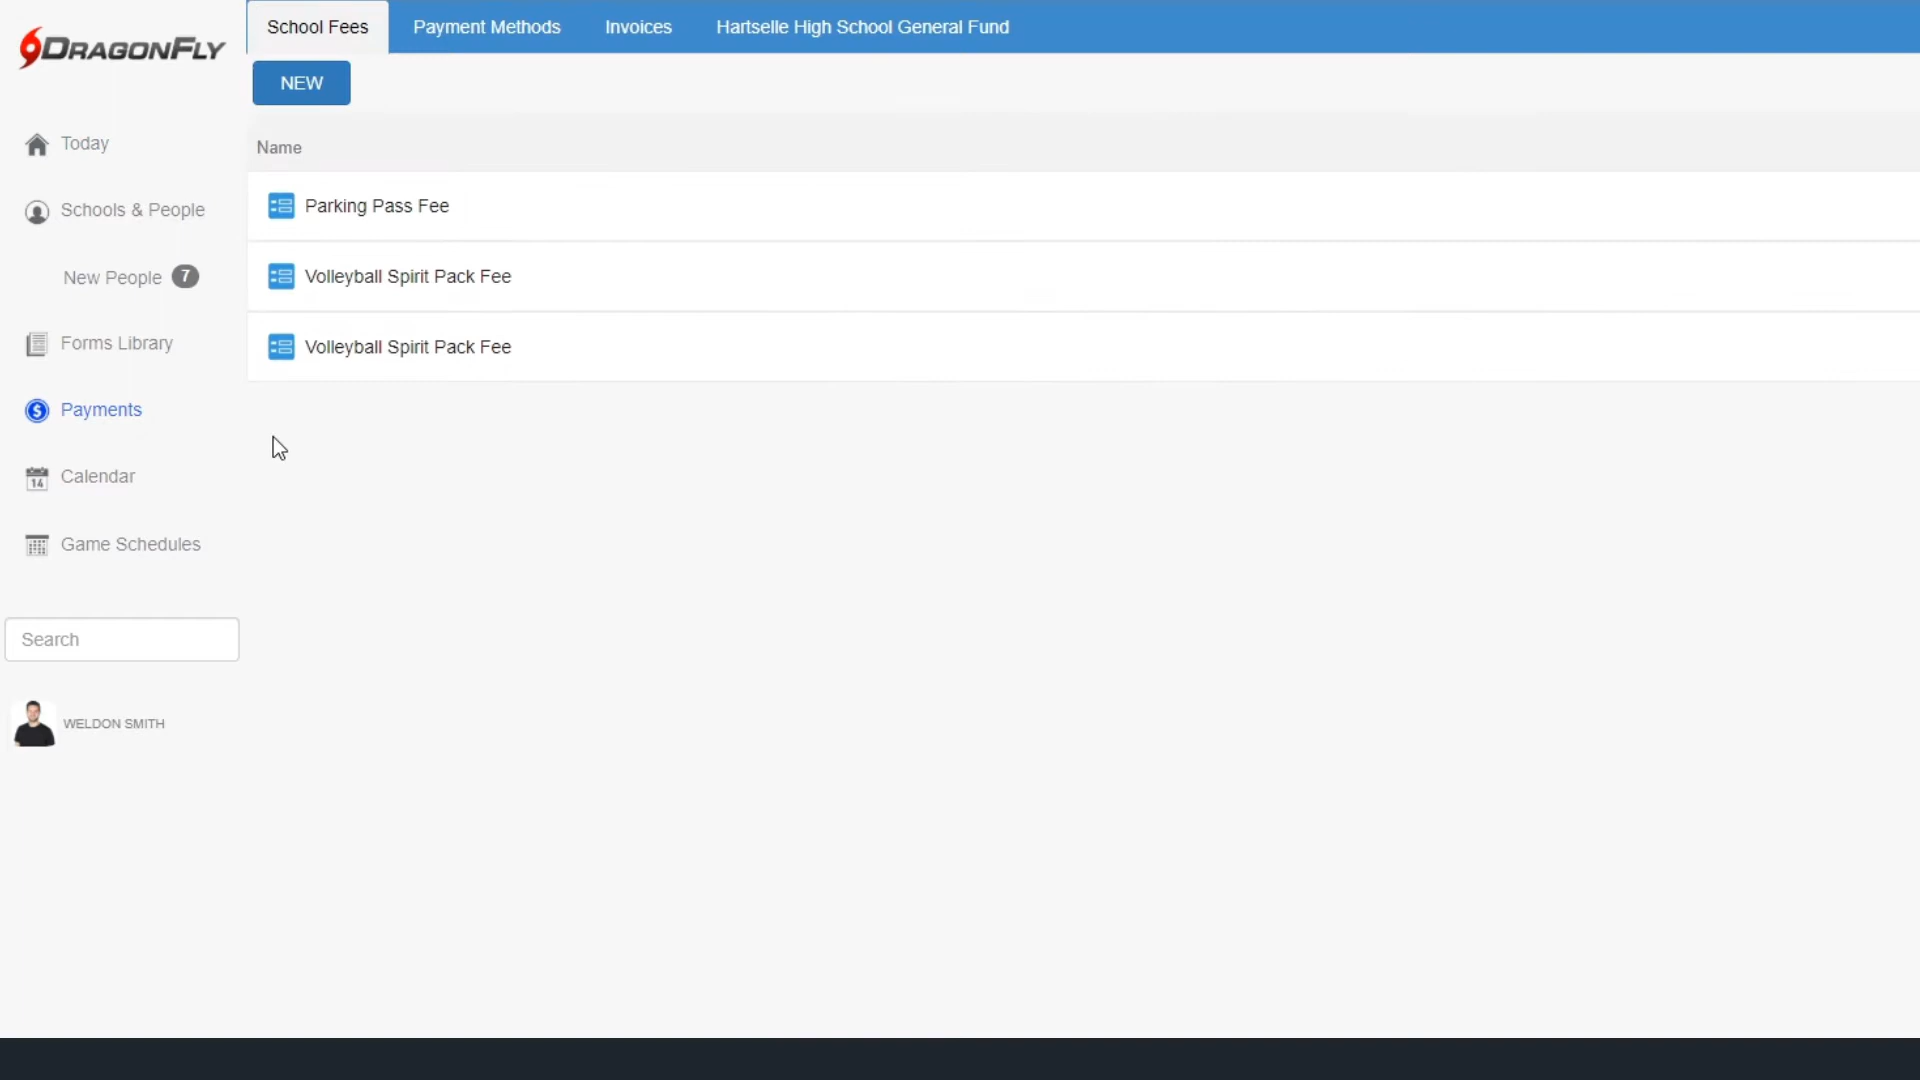 DRAGONFLY
School Fees
Payment Methods
Invoices
Hartselle High School General Fund
NEW
Today
Schools & People
New People 7
Forms Library
Payments
14
Calendar
Game Schedules
Search
WELDON SMITH
Name
Parking Pass Fee
Volleyball Spirit Pack Fee
Volleyball Spirit Pack Fee